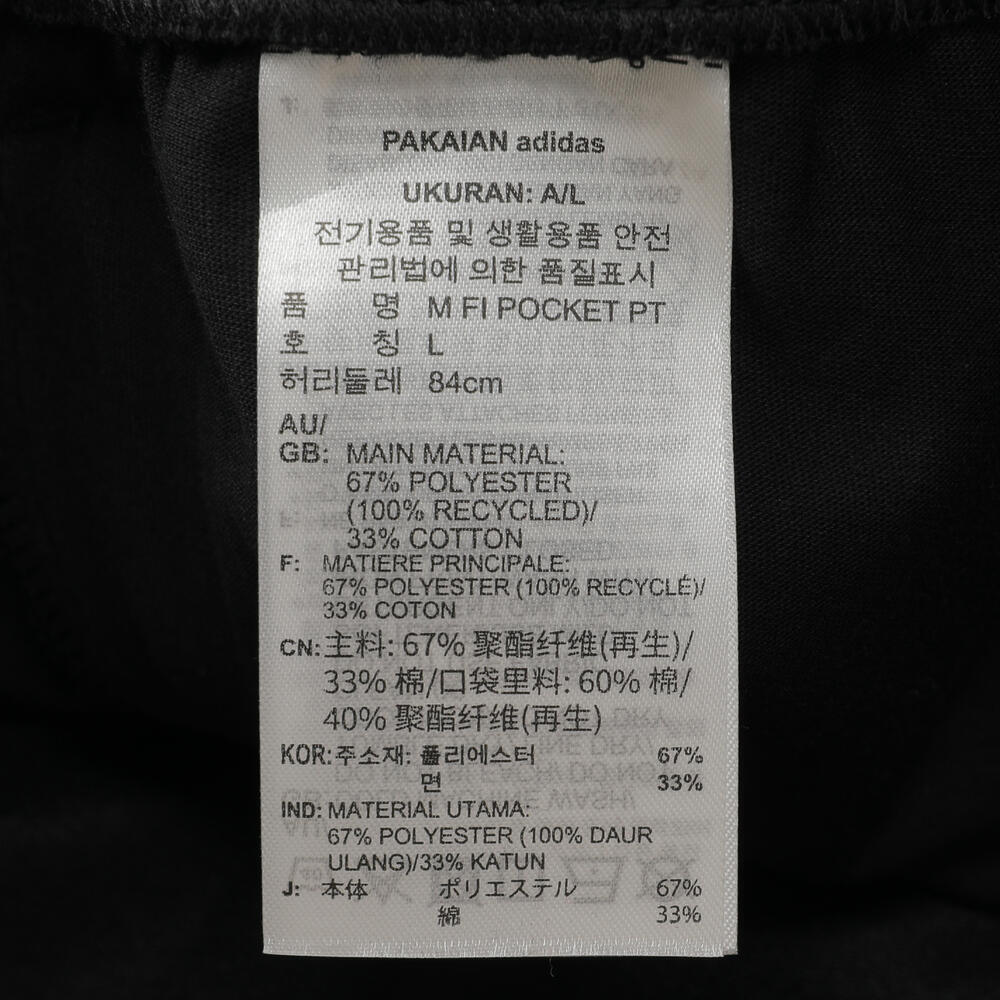 PAKAIAN adidas
UKURAN: A/L
전기용품 및 생활용품 안전
관리법에 의한 품질표시
품 명 M FI POCKET PT
호 칭 L
허리둘레 84cm
AU/
GB: MAIN MATERIAL:
67% POLYESTER
(100% RECYCLED)/
33% COTTON
F: MATIERE PRINCIPALE:
67% POLYESTER (100% RECYCLÉ)/
33% COTON
CN: 主料: 67% 聚酯纤维(再生)/
33% 棉/口袋里料: 60% 棉/
40% 聚酯纤维(再生)
KOR: 주소재: 폴리에스터 67%
면 33%
IND: MATERIAL UTAMA:
67% POLYESTER (100% DAUR
ULANG)/33% KATUN
J: 本体 ポリエステル 67%
綿 33%